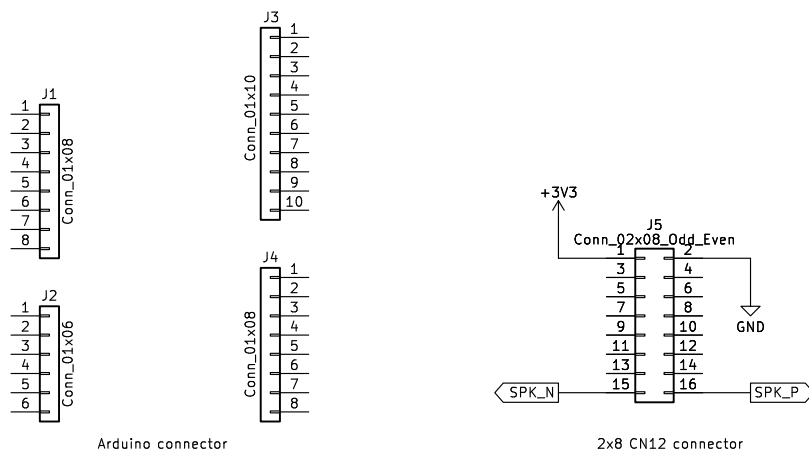 J1
1
2
3
4
5
6
7
8
Conn_01x08
J2
1
2
3
4
5
6
Conn_01x06
J3
1
2
3
4
5
6
7
8
9
10
Conn_01x10
J4
1
2
3
4
5
6
7
8
Conn_01x08
Arduino connector
+3V3
J5
Conn_02x08_Odd_Even
1 2
3 4
5 6
7 8
9 10
11 12
13 14
15 16
GND
SPK_N
SPK_P
2x8 CN12 connector